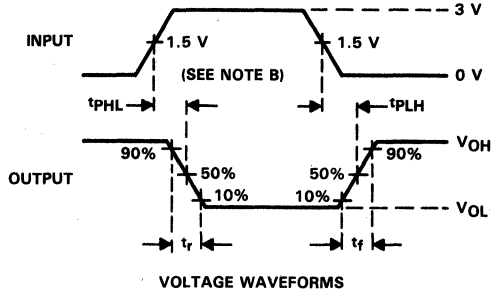 3 V
INPUT
1.5 V
1.5 V
(SEE NOTE B)
0 V
tPHL
tPLH
VOH
90%
90%
50%
50%
OUTPUT
10%
10%
VOL
tr
tf
VOLTAGE WAVEFORMS